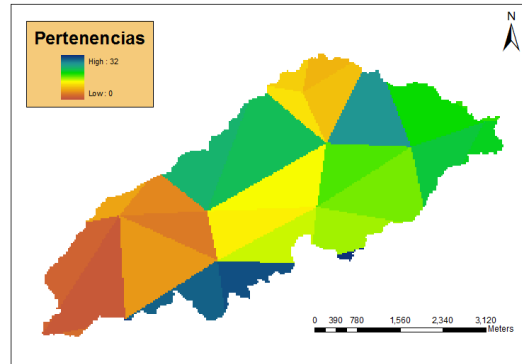 Pertenencias
High : 32
Low : 0
N
0 390 780 1,560 2,340 3,120
Meters